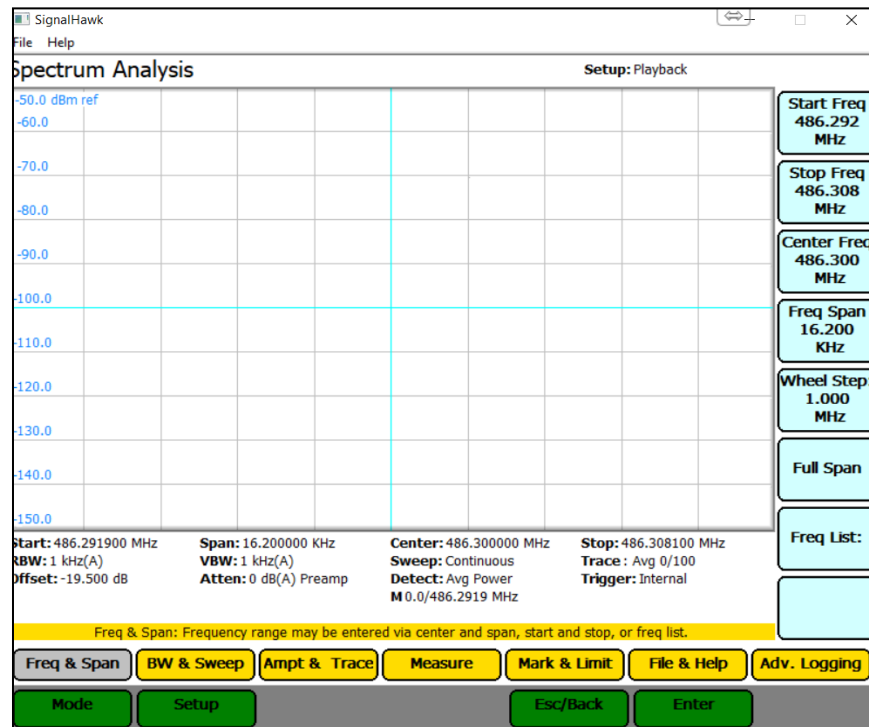 SignalHawk
File Help
Spectrum Analysis
Setup: Playback
-50.0 dBm ref
-60.0
-70.0
-80.0
-90.0
-100.0
-110.0
-120.0
-130.0
-140.0
-150.0
Start Freq
486.292
MHz
Stop Freq
486.308
MHz
Center Freq
486.300
MHz
Freq Span
16.200
KHz
Wheel Step:
1.000
MHz
Full Span
Freq List:
Start: 486.291900 MHz Span: 16.200000 KHz Center: 486.300000 MHz Stop: 486.308100 MHz
RBW: 1 kHz(A) VBW: 1 kHz(A) Sweep: Continuous Trace : Avg 0/100
Offset: -19.500 dB Atten: 0 dB(A) Preamp Detect: Avg Power Trigger: Internal
M 0.0/486.2919 MHz
Freq & Span: Frequency range may be entered via center and span, start and stop, or freq list.
Freq & Span BW & Sweep Ampt & Trace Measure Mark & Limit File & Help Adv. Logging
Mode Setup Esc/Back Enter